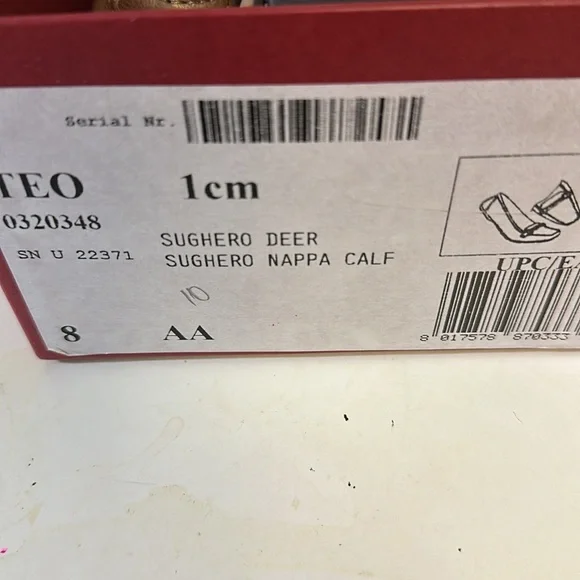 Serial Nr.
TEO 1cm
0320348
SUGHERO DEER
SN U 22371 SUGHERO NAPPA CALF
10
UPC/EA
8 AA
8 017578 870333